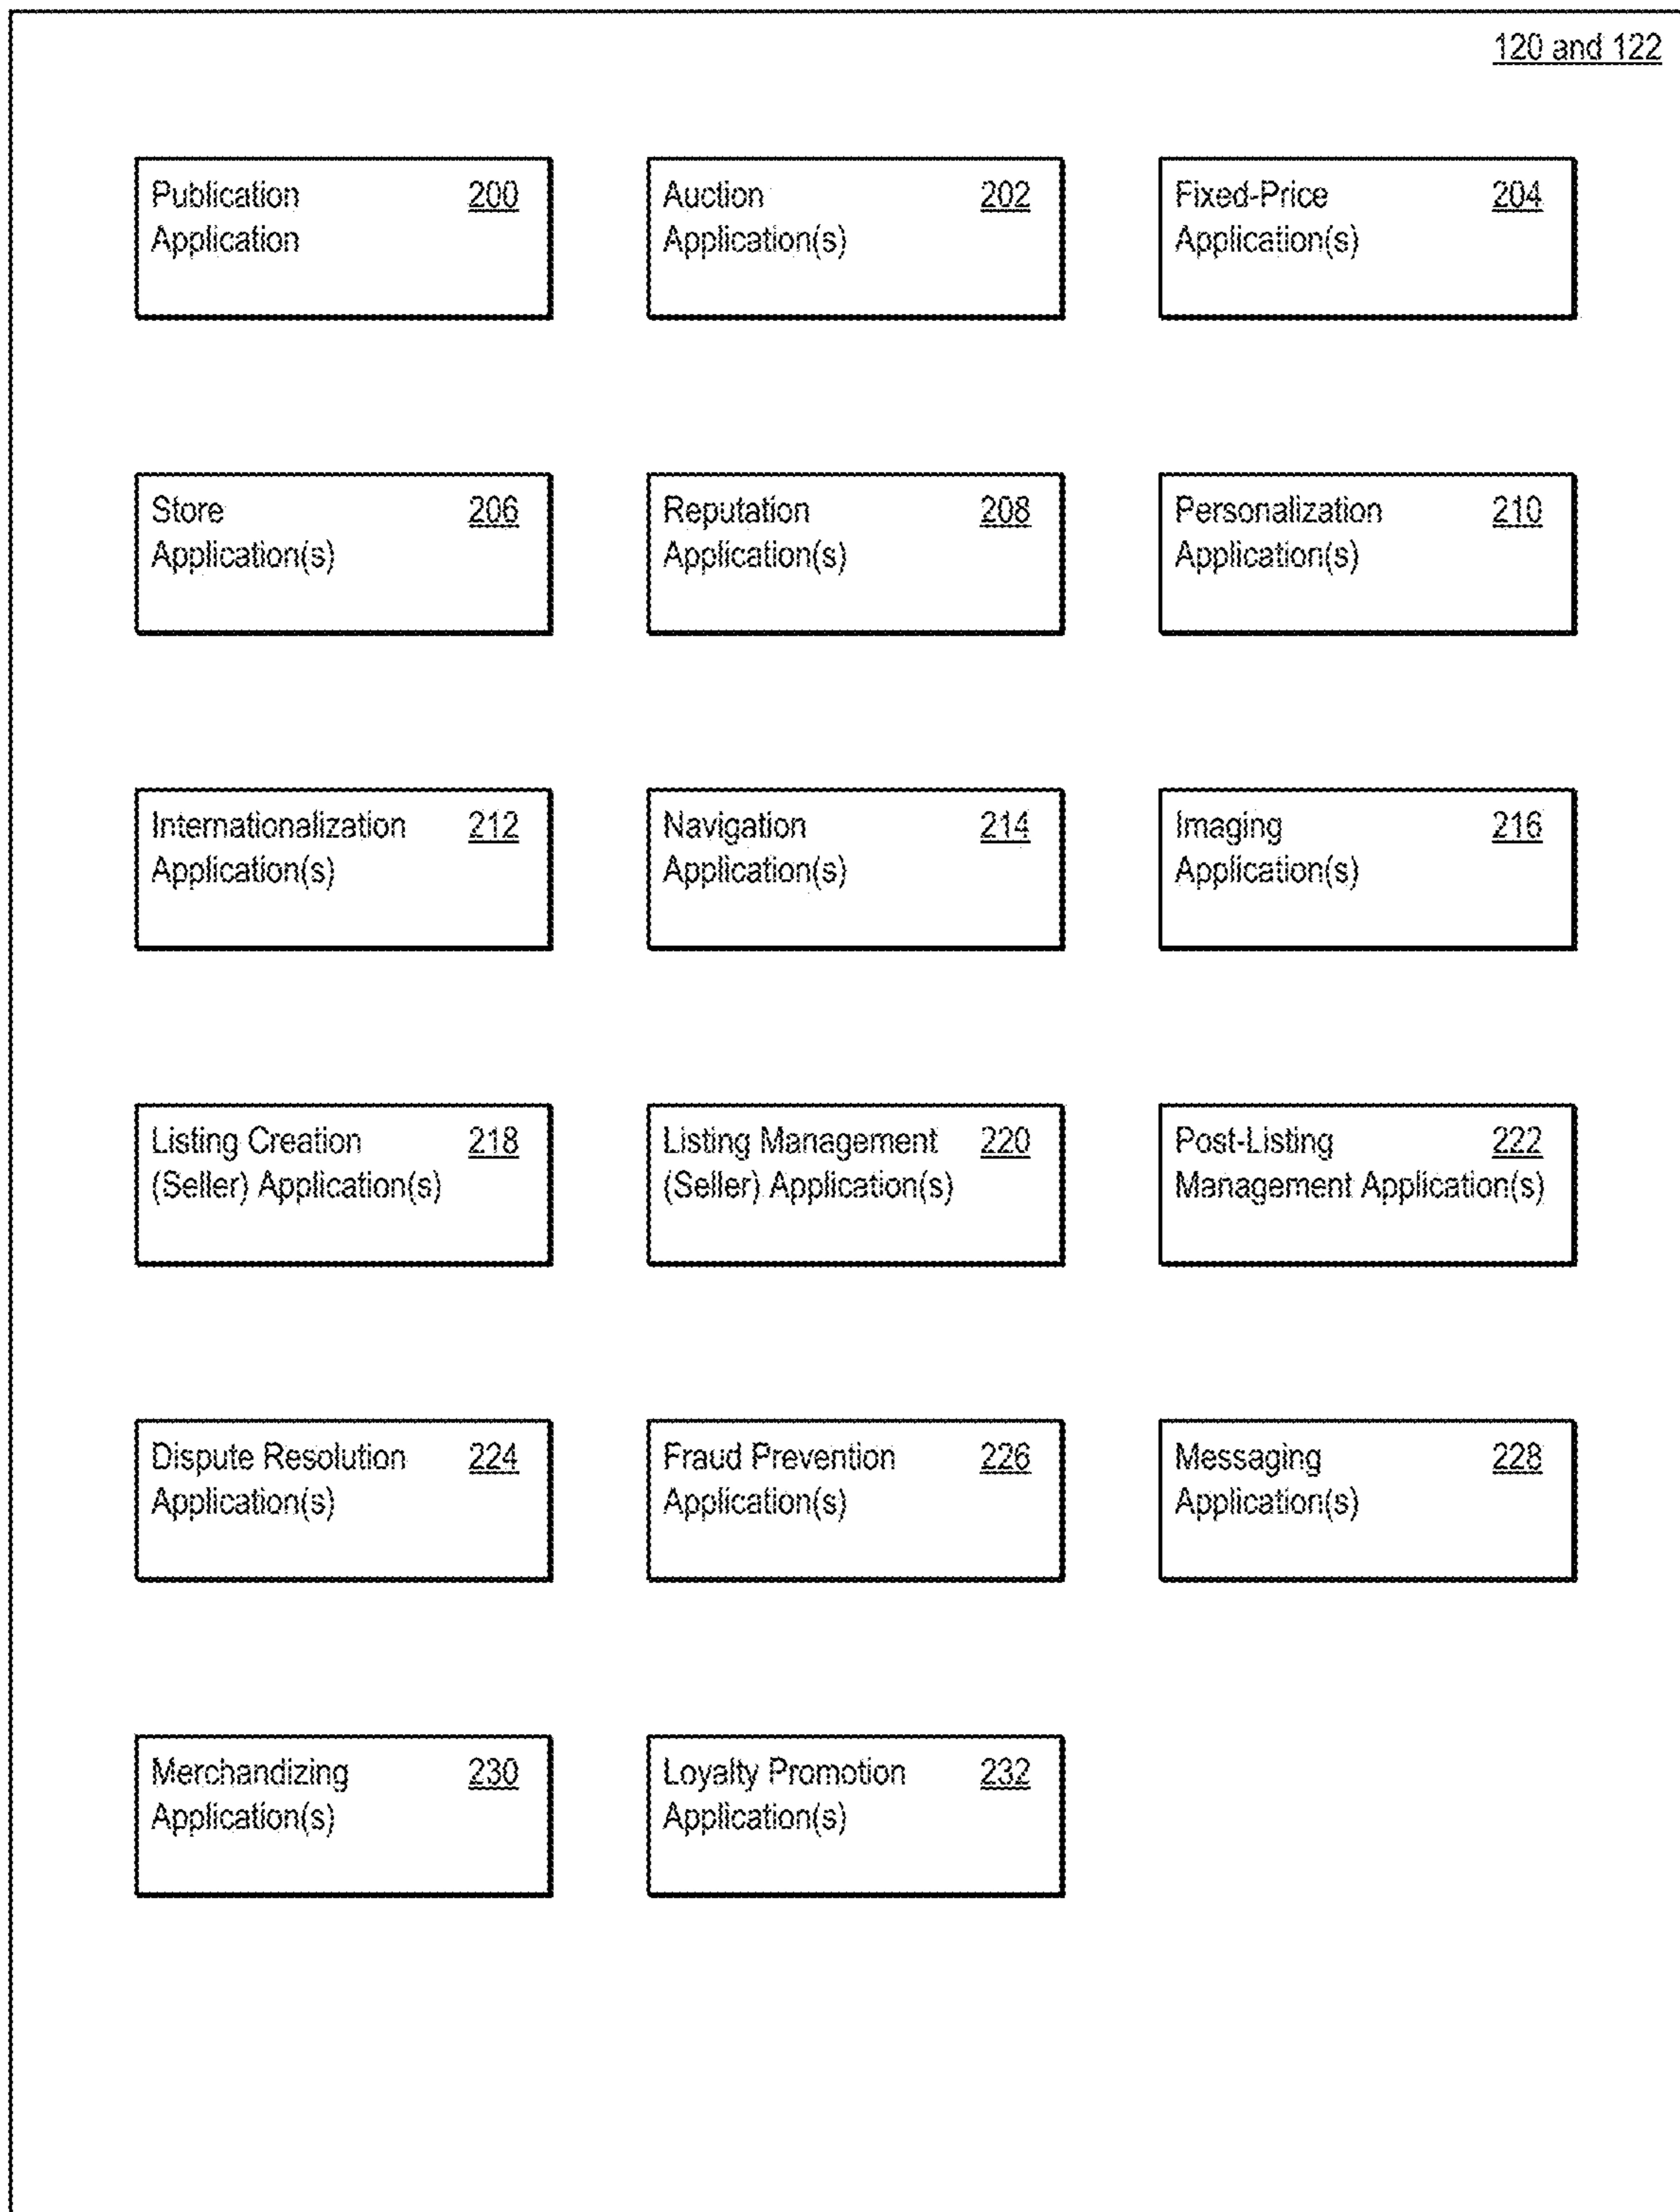 120 and 122
Publication 200
Application
Auction 202
Application(s)
Fixed-Price 204
Application(s)
Store 206
Application(s)
Reputation 208
Application(s)
Personalization 210
Application(s)
Internationalization 212
Application(s)
Navigation 214
Application(s)
Imaging 216
Application(s)
Listing Creation 218
(Seller) Application(s)
Listing Management 220
(Seller) Application(s)
Post-Listing 222
Management Application(s)
Dispute Resolution 224
Application(s)
Fraud Prevention 226
Application(s)
Messaging 228
Application(s)
Merchandizing 230
Application(s)
Loyalty Promotion 232
Application(s)